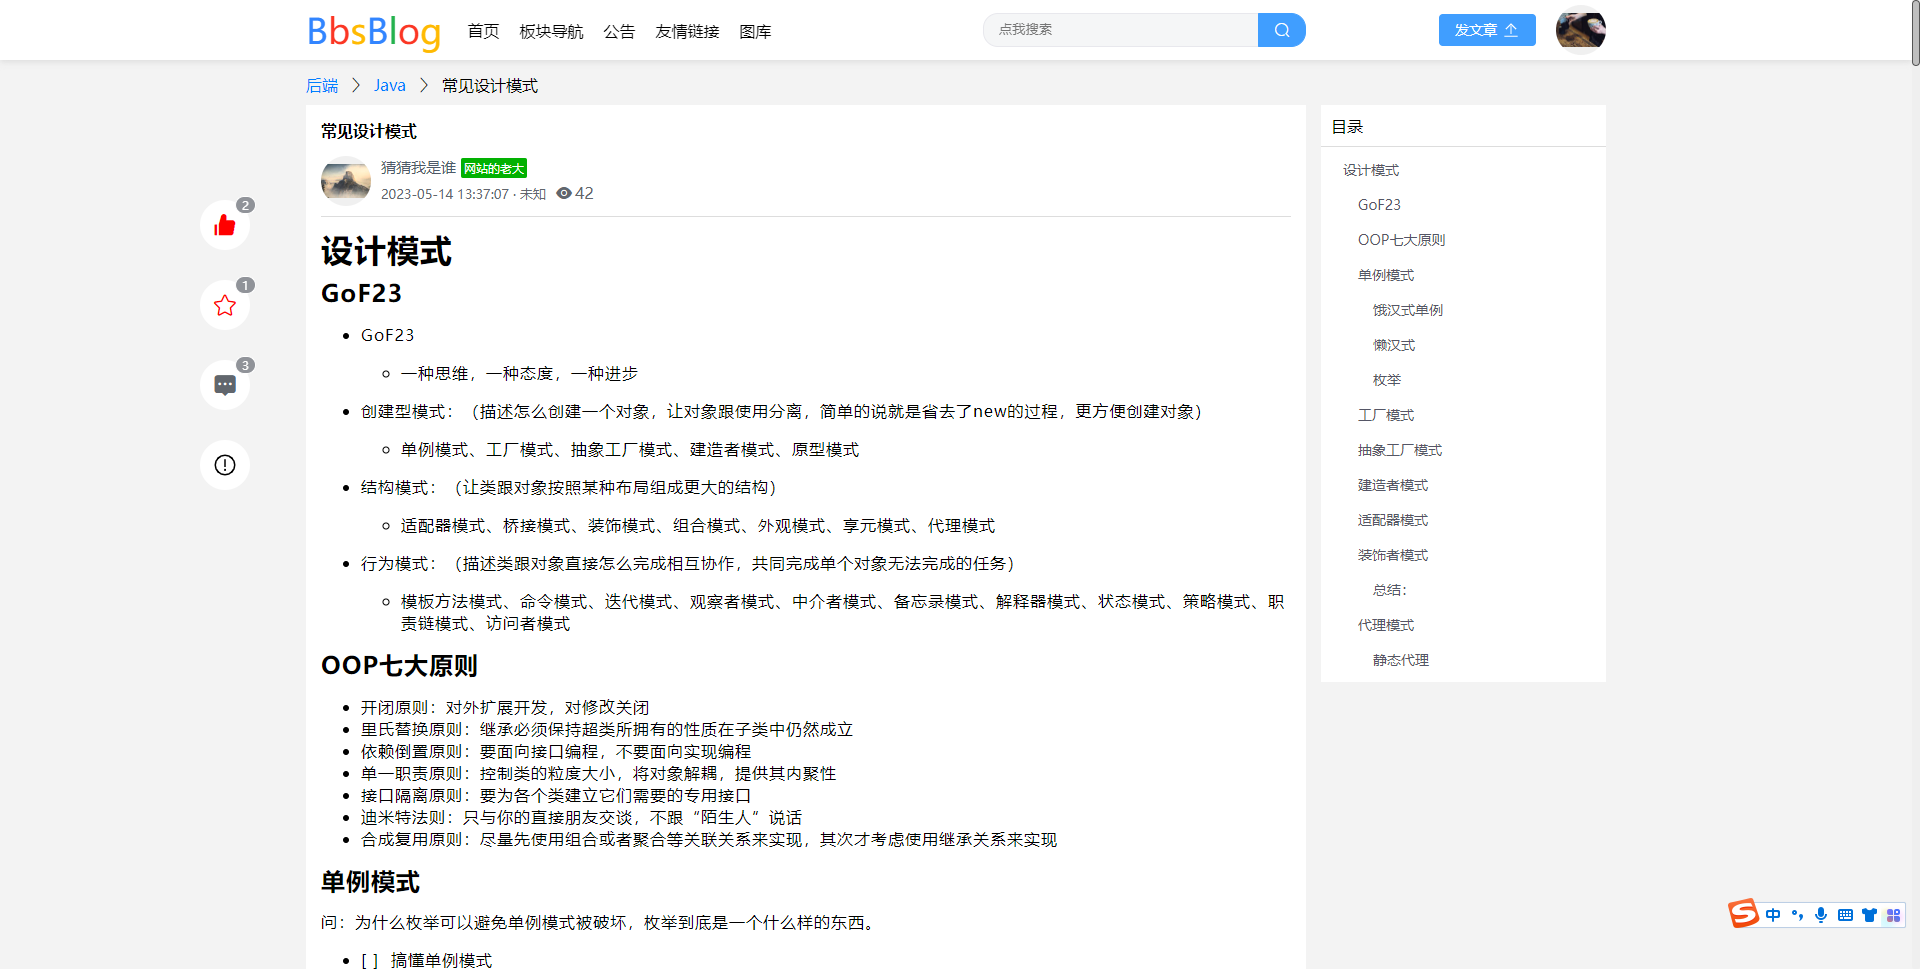 BbsBlog 首页 板块导航 公告 友情链接 图库 点我搜索 发文章
后端 > Java > 常见设计模式
常见设计模式
猜猜我是谁 网站的老大
2023-05-14 13:37:07 · 未知 42
2
1
3
设计模式
GoF23
• GoF23
◦ 一种思维，一种态度，一种进步
• 创建型模式：（描述怎么创建一个对象，让对象跟使用分离，简单的说就是省去了new的过程，更方便创建对象）
◦ 单例模式、工厂模式、抽象工厂模式、建造者模式、原型模式
• 结构模式：（让类跟对象按照某种布局组成更大的结构）
◦ 适配器模式、桥接模式、装饰模式、组合模式、外观模式、享元模式、代理模式
• 行为模式：（描述类跟对象直接怎么完成相互协作，共同完成单个对象无法完成的任务）
◦ 模板方法模式、命令模式、迭代模式、观察者模式、中介者模式、备忘录模式、解释器模式、状态模式、策略模式、职
责链模式、访问者模式
OOP七大原则
• 开闭原则：对外扩展开发，对修改关闭
• 里氏替换原则：继承必须保持超类所拥有的性质在子类中仍然成立
• 依赖倒置原则：要面向接口编程，不要面向实现编程
• 单一职责原则：控制类的粒度大小，将对象解耦，提供其内聚性
• 接口隔离原则：要为各个类建立它们需要的专用接口
• 迪米特法则：只与你的直接朋友交谈，不跟“陌生人”说话
• 合成复用原则：尽量先使用组合或者聚合等关联关系来实现，其次才考虑使用继承关系来实现
单例模式
问：为什么枚举可以避免单例模式被破坏，枚举到底是一个什么样的东西。
• [ ] 搞懂单例模式
目录
设计模式
GoF23
OOP七大原则
单例模式
饿汉式单例
懒汉式
枚举
工厂模式
抽象工厂模式
建造者模式
适配器模式
装饰者模式
总结：
代理模式
静态代理
S 中